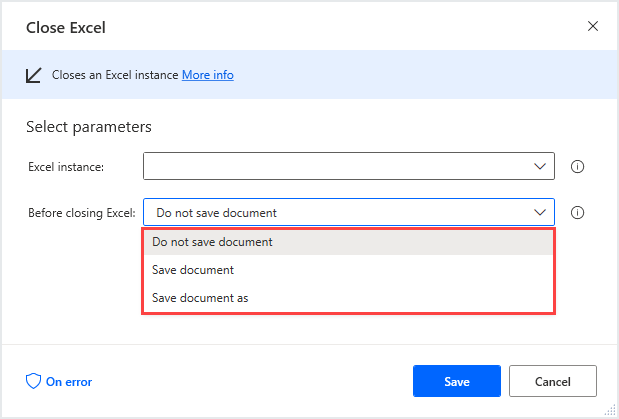 Close Excel
Closes an Excel instance More info
Select parameters
Excel instance:
Before closing Excel: Do not save document
Do not save document
Save document
Save document as
On error Save Cancel